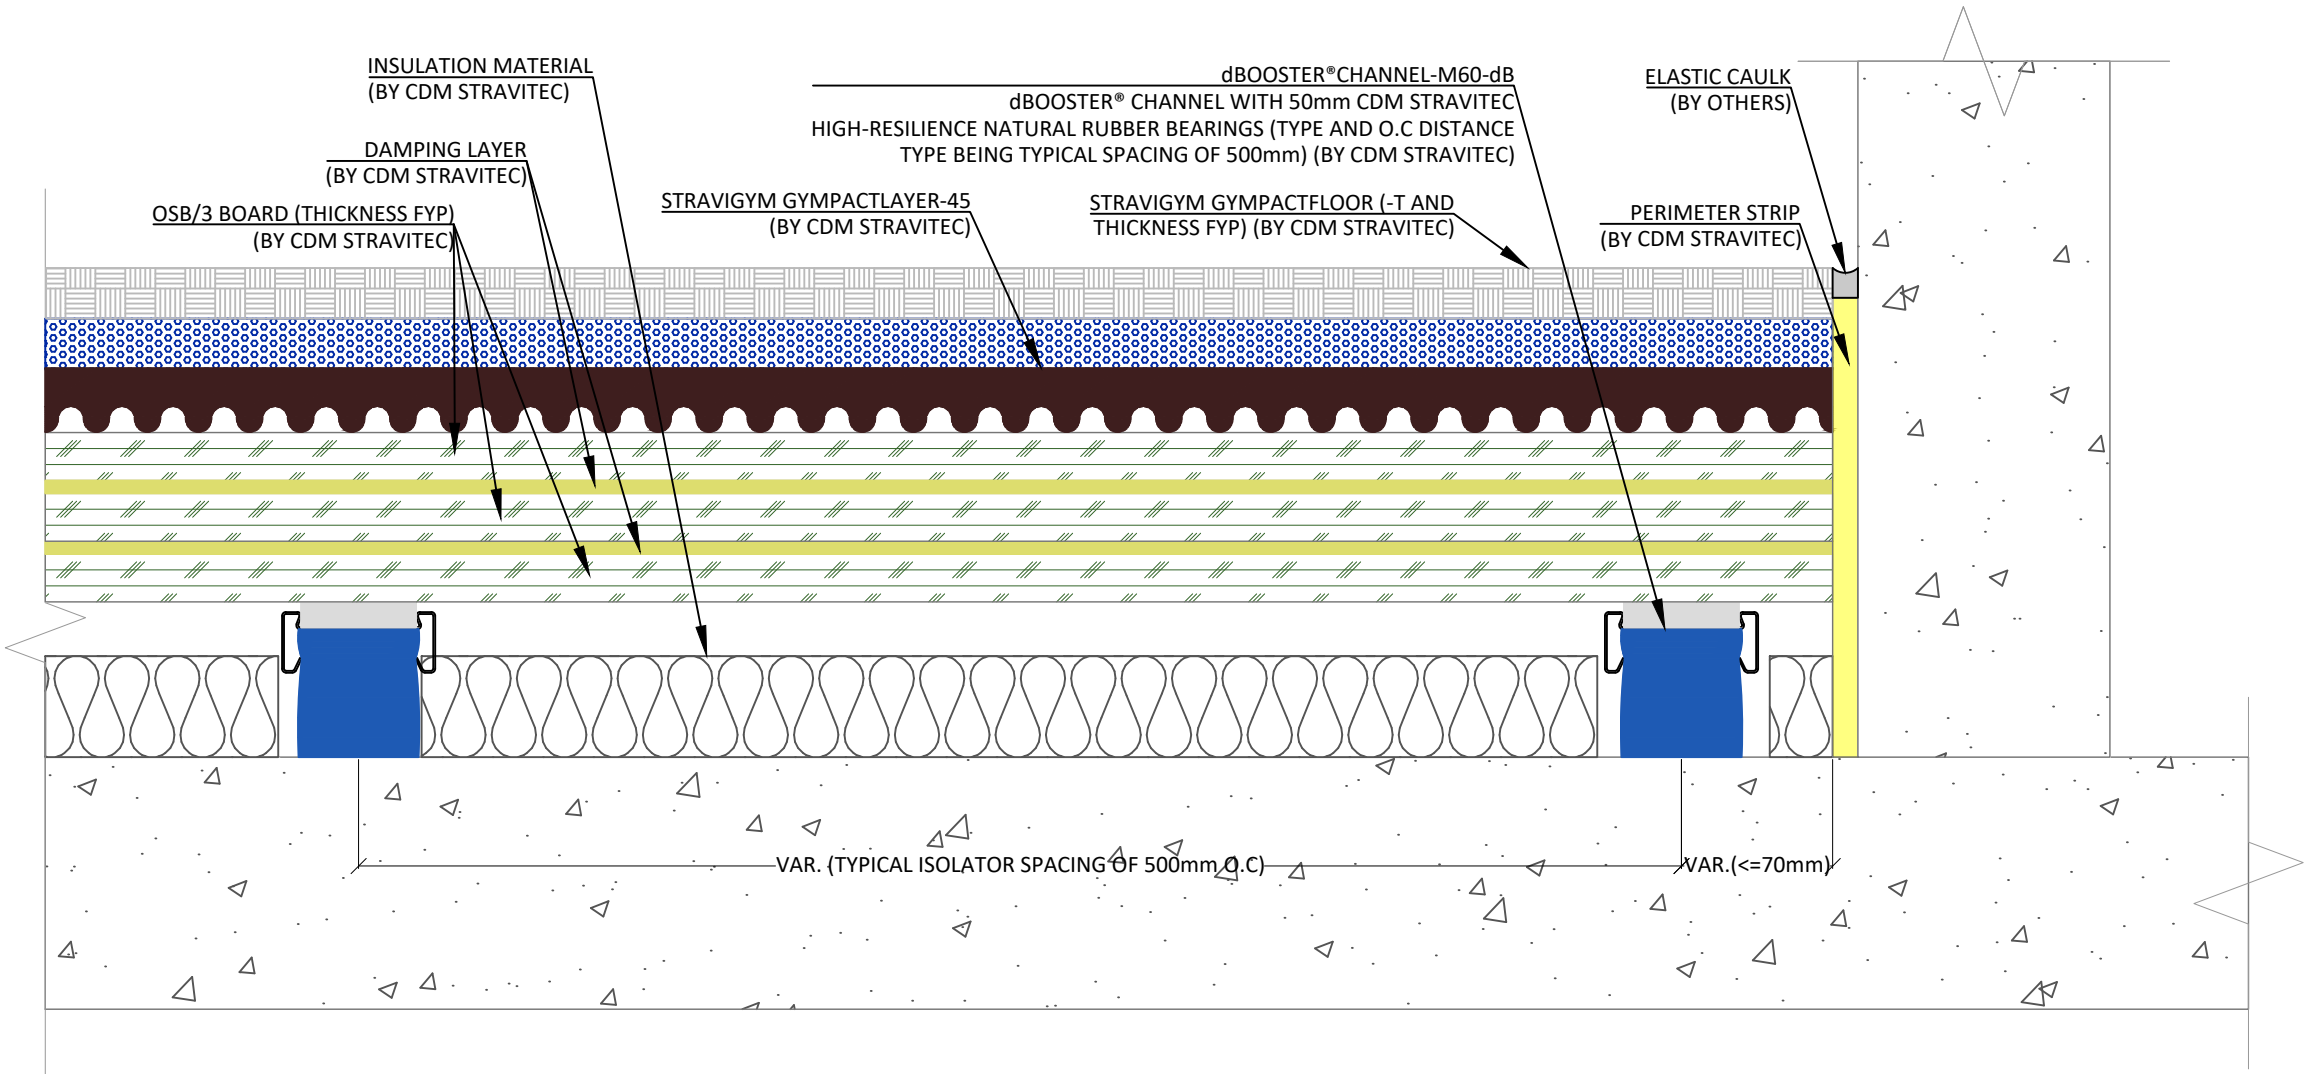 INSULATION MATERIAL
(BY CDM STRAVITEC)
DAMPING LAYER
(BY CDM STRAVITEC)
OSB/3 BOARD (THICKNESS FYP)
(BY CDM STRAVITEC)
STRAVIGYM GYMPACTLAYER-45
(BY CDM STRAVITEC)
dBOOSTER®CHANNEL-M60-dB
dBOOSTER® CHANNEL WITH 50mm CDM STRAVITEC
HIGH-RESILIENCE NATURAL RUBBER BEARINGS (TYPE AND O.C DISTANCE
TYPE BEING TYPICAL SPACING OF 500mm) (BY CDM STRAVITEC)
STRAVIGYM GYMPACTFLOOR (-T AND
THICKNESS FYP) (BY CDM STRAVITEC)
ELASTIC CAULK
(BY OTHERS)
PERIMETER STRIP
(BY CDM STRAVITEC)
VAR. (TYPICAL ISOLATOR SPACING OF 500mm O.C)
VAR.(<=70mm)